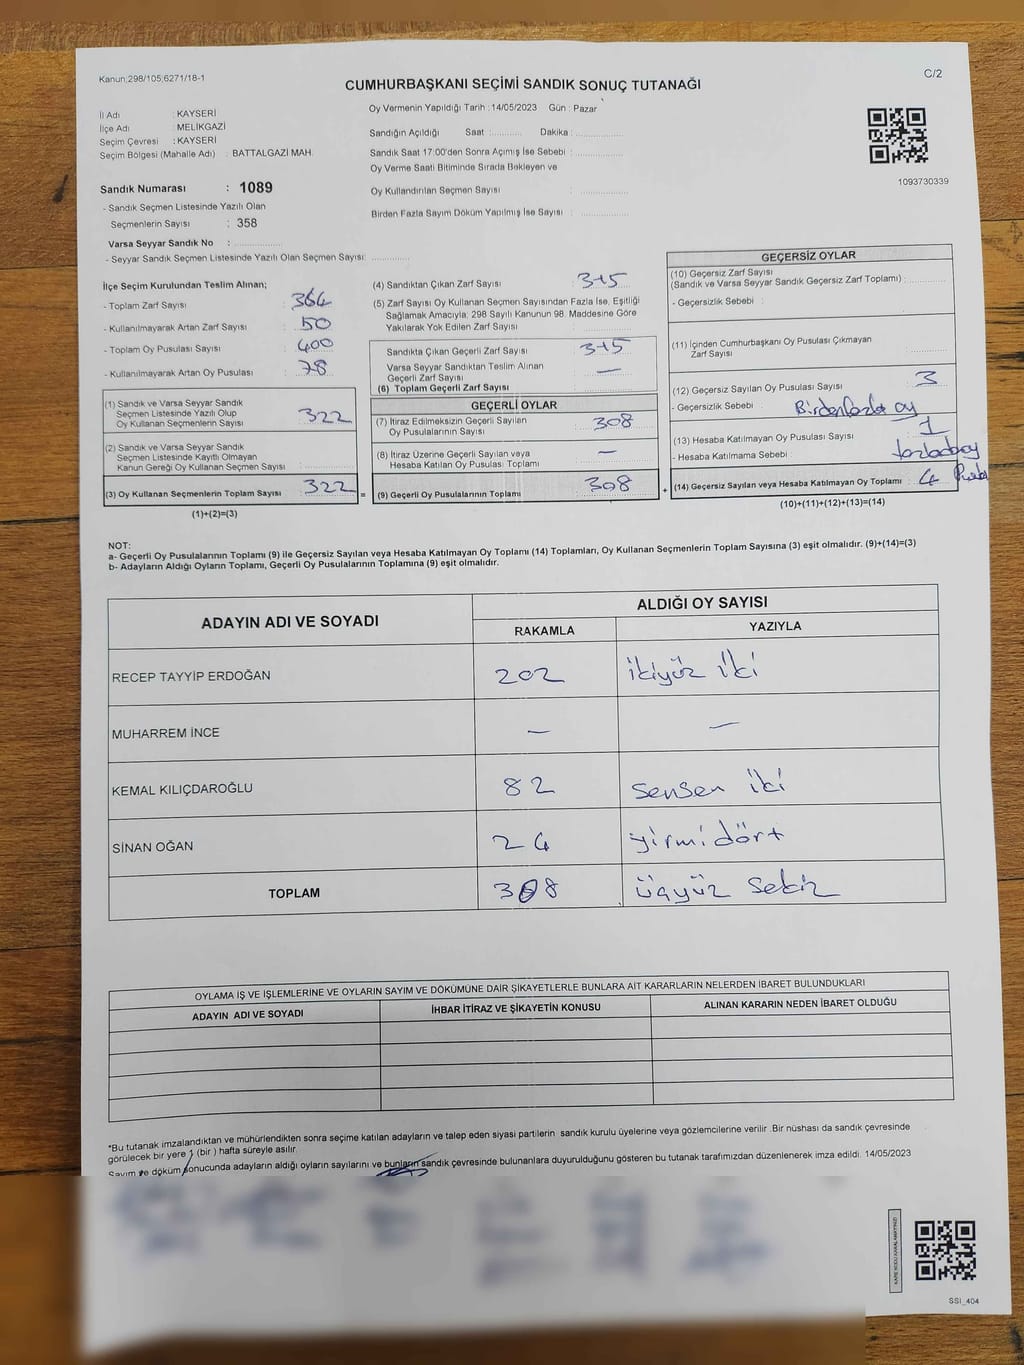 Kanun;298/105;6271/18-1
C/2
CUMHURBAŞKANI SEÇİMİ SANDIK SONUÇ TUTANAĞI
İl Adı : KAYSERİ
İlçe Adı : MELİKGAZİ
Seçim Çevresi : KAYSERİ
Seçim Bölgesi (Mahalle Adı) : BATTALGAZİ MAH.
Oy Vermenin Yapıldığı Tarih : 14/05/2023 Gün : Pazar
Sandığın Açıldığı Saat :........... Dakika :..............
Sandık Saat 17:00'den Sonra Açımış İse Sebebi :..............
Oy Verme Saati Bitiminde Sırada Bekleyen ve
Oy Kullandırılan Seçmen Sayısı :..............
Birden Fazla Sayım Döküm Yapılmış İse Sayısı :..............
1093730339
Sandık Numarası : 1089
- Sandık Seçmen Listesinde Yazılı Olan
Seçmenlerin Sayısı : 358
Varsa Seyyar Sandık No :..............
- Seyyar Sandık Seçmen Listesinde Yazılı Olan Seçmen Sayısı: ..............
İlçe Seçim Kurulundan Teslim Alınan;
- Toplam Zarf Sayısı : 364
- Kullanılmayarak Artan Zarf Sayısı : 50
- Toplam Oy Pusulası Sayısı : 400
- Kullanılmayarak Artan Oy Pusulası : 78
(1) Sandık ve Varsa Seyyar Sandık
Seçmen Listesinde Yazılı Olup
Oy Kullanan Seçmenlerin Sayısı : 322
(2) Sandık ve Varsa Seyyar Sandık
Seçmen Listesinde Kayıtlı Olmayan
Kanun Gereği Oy Kullanan Seçmen Sayısı :..............
(3) Oy Kullanan Seçmenlerin Toplam Sayısı : 322 =
(1)+(2)=(3)
(4) Sandıktan Çıkan Zarf Sayısı : 315
(5) Zarf Sayısı Oy Kullanan Seçmen Sayısından Fazla İse, Eşitliği
Sağlamak Amacıyla; 298 Sayılı Kanunun 98. Maddesine Göre
Yakılarak Yok Edilen Zarf Sayısı :..............
Sandıkta Çıkan Geçerli Zarf Sayısı : 315
Varsa Seyyar Sandıktan Teslim Alınan
Geçerli Zarf Sayısı : —
(6) Toplam Geçerli Zarf Sayısı :..............
GEÇERLİ OYLAR
(7) İtiraz Edilmeksizin Geçerli Sayılan
Oy Pusulalarının Sayısı : 308
(8) İtiraz Üzerine Geçerli Sayılan veya
Hesaba Katılan Oy Pusulası Toplamı : —
(9) Geçerli Oy Pusulalarının Toplamı : 308 +
GEÇERSİZ OYLAR
(10) Geçersiz Zarf Sayısı
(Sandık ve Varsa Seyyar Sandık Geçersiz Zarf Toplamı) :..............
- Geçersizlik Sebebi :
(11) İçinden Cumhurbaşkanı Oy Pusulası Çıkmayan
Zarf Sayısı :..............
(12) Geçersiz Sayılan Oy Pusulası Sayısı : 3
- Geçersizlik Sebebi : Birdenfazla oy
(13) Hesaba Katılmayan Oy Pusulası Sayısı : 1
- Hesaba Katılmama Sebebi :
(14) Geçersiz Sayılan veya Hesaba Katılmayan Oy Toplamı : 4
(10)+(11)+(12)+(13)=(14)
NOT:
a- Geçerli Oy Pusulalarının Toplamı (9) ile Geçersiz Sayılan veya Hesaba Katılmayan Oy Toplamı (14) Toplamları, Oy Kullanan Seçmenlerin Toplam Sayısına (3) eşit olmalıdır. (9)+(14)=(3)
b- Adayların Aldığı Oyların Toplamı, Geçerli Oy Pusulalarının Toplamına (9) eşit olmalıdır.
ADAYIN ADI VE SOYADI ALDIĞI OY SAYISI
RAKAMLA YAZIYLA
RECEP TAYYİP ERDOĞAN 202 ikiyüz iki
MUHARREM İNCE — —
KEMAL KILIÇDAROĞLU 82 sensen iki
SİNAN OĞAN 24 yirmidört
TOPLAM 308 üçyüz sekiz
OYLAMA İŞ VE İŞLEMLERİNE VE OYLARIN SAYIM VE DÖKÜMÜNE DAİR ŞİKAYETLERLE BUNLARA AİT KARARLARIN NELERDEN İBARET BULUNDUKLARI
ADAYIN ADI VE SOYADI İHBAR İTİRAZ VE ŞİKAYETİN KONUSU ALINAN KARARIN NEDEN İBARET OLDUĞU
*Bu tutanak imzalandıktan ve mühürlendikten sonra seçime katılan adayların ve talep eden siyasi partilerin sandık kurulu üyelerine veya gözlemcilerine verilir .Bir nüshası da sandık çevresinde
görülecek bir yere 1 (bir ) hafta süreyle asılır.
Sayım ve döküm sonucunda adayların aldığı oyların sayılarını ve bunların sandık çevresinde bulunanlara duyurulduğunu gösteren bu tutanak tarafımızdan düzenlenerek imza edildi. 14/05/2023
SSI_404